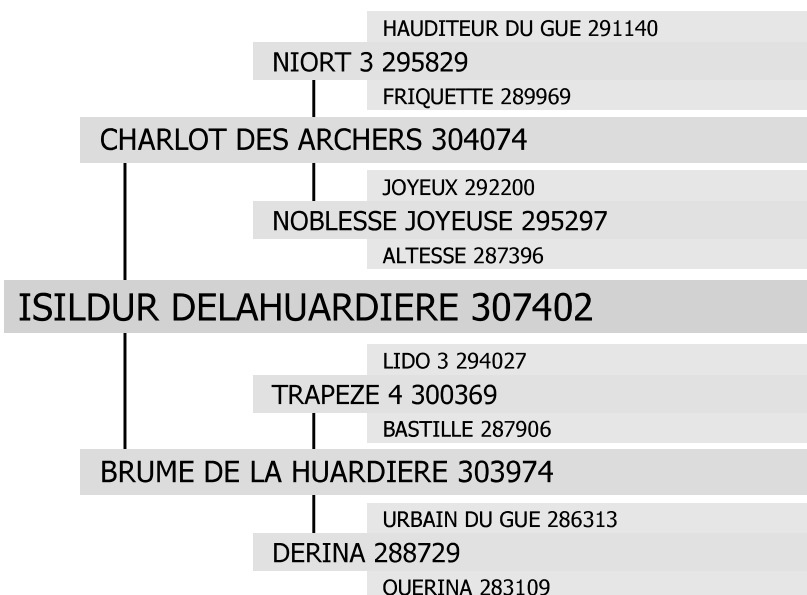 HAUDITEUR DU GUE 291140
NIORT 3 295829
FRIQUETTE 289969
CHARLOT DES ARCHERS 304074
JOYEUX 292200
NOBLESSE JOYEUSE 295297
ALTESSE 287396
ISILDUR DELAHUARDIERE 307402
LIDO 3 294027
TRAPEZE 4 300369
BASTILLE 287906
BRUME DE LA HUARDIERE 303974
URBAIN DU GUE 286313
DERINA 288729
QUERINA 283109